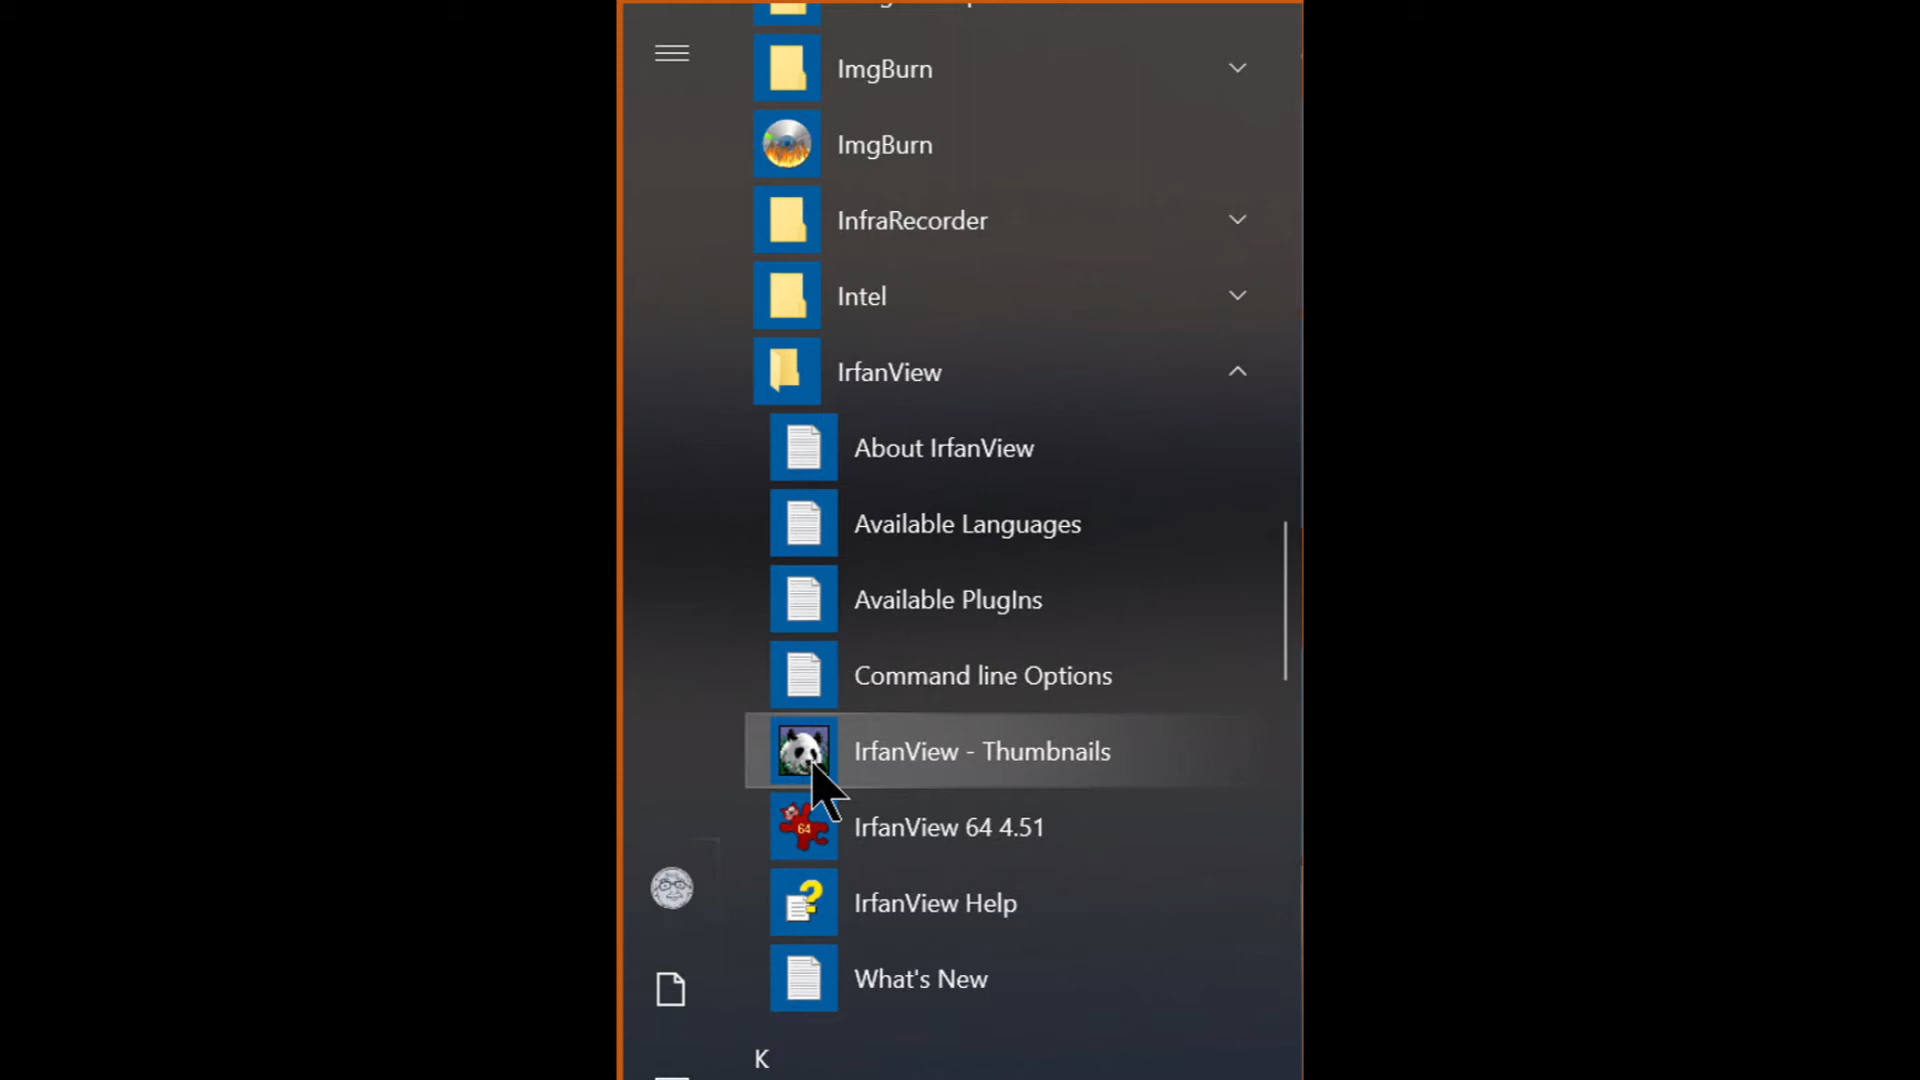 ImgBurn
ImgBurn
InfraRecorder
Intel
IrfanView
About IrfanView
Available Languages
Available PlugIns
Command line Options
IrfanView - Thumbnails
64
IrfanView 64 4.51
IrfanView Help
What's New
K